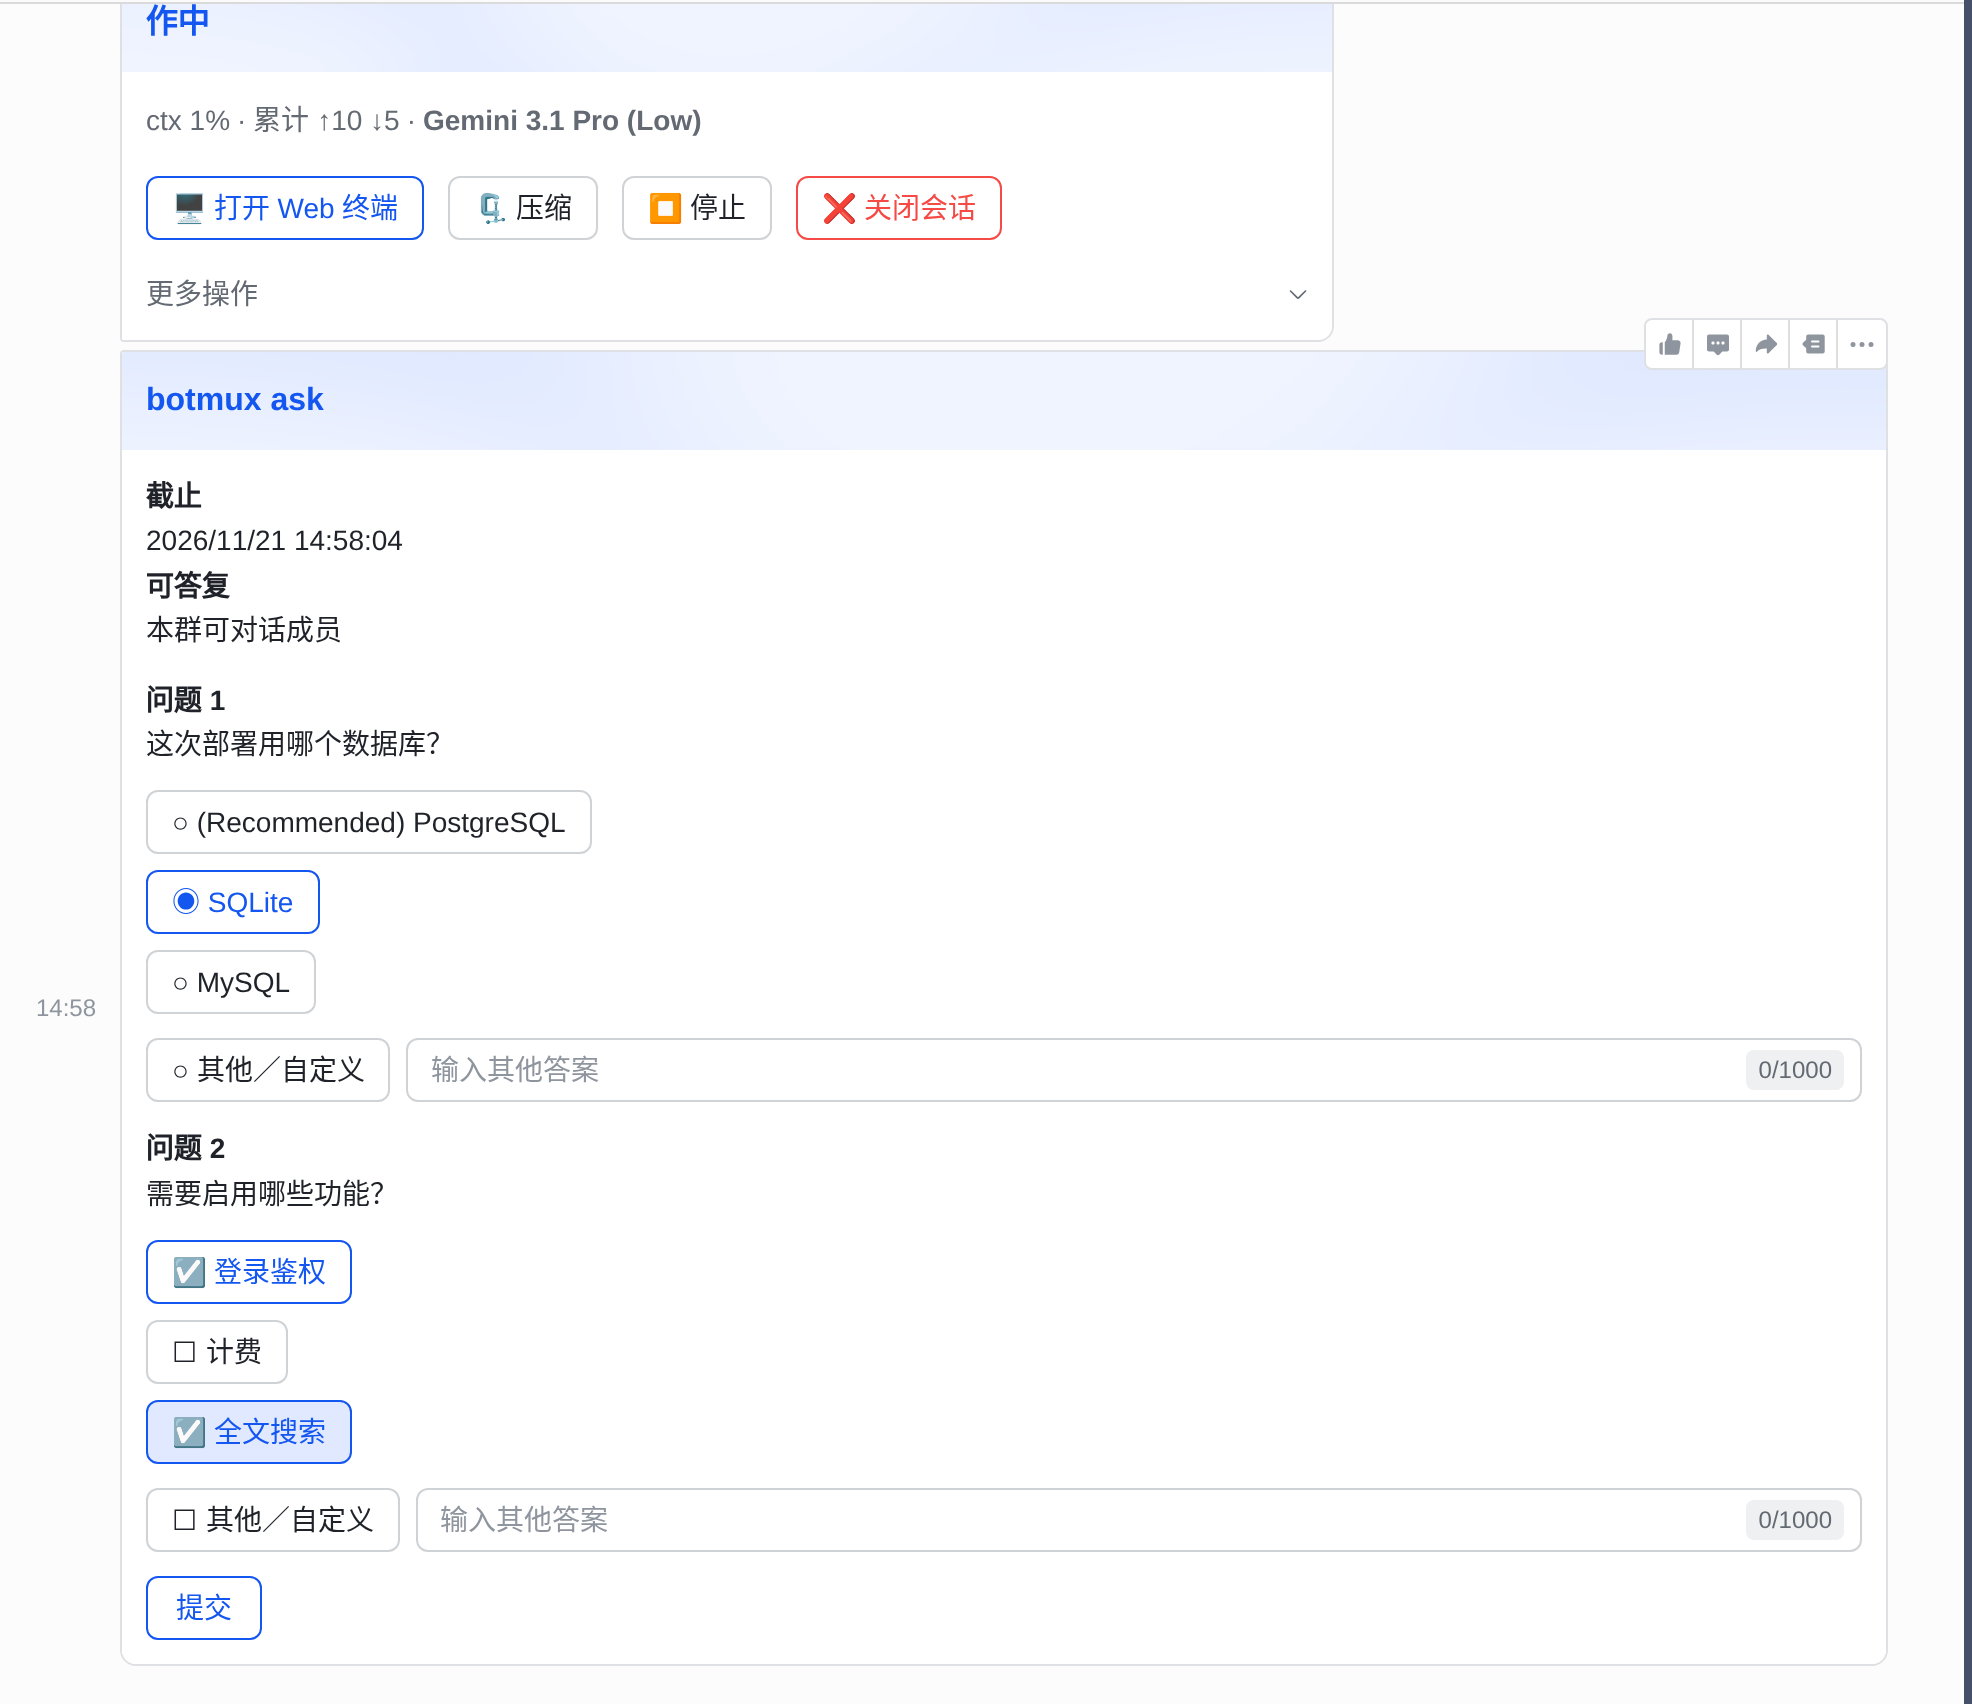 作中
ctx 1% · 累计 ↑10 ↓5 · Gemini 3.1 Pro (Low)
🖥️ 打开 Web 终端 🗜️ 压缩 ⏹️ 停止 ❌ 关闭会话
更多操作
botmux ask
截止
2026/11/21 14:58:04
可答复
本群可对话成员
问题 1
这次部署用哪个数据库?
○ (Recommended) PostgreSQL
◉ SQLite
○ MySQL
14:58
○ 其他／自定义 输入其他答案 0/1000
问题 2
需要启用哪些功能?
☑️ 登录鉴权
☐ 计费
☑️ 全文搜索
☐ 其他／自定义 输入其他答案 0/1000
提交